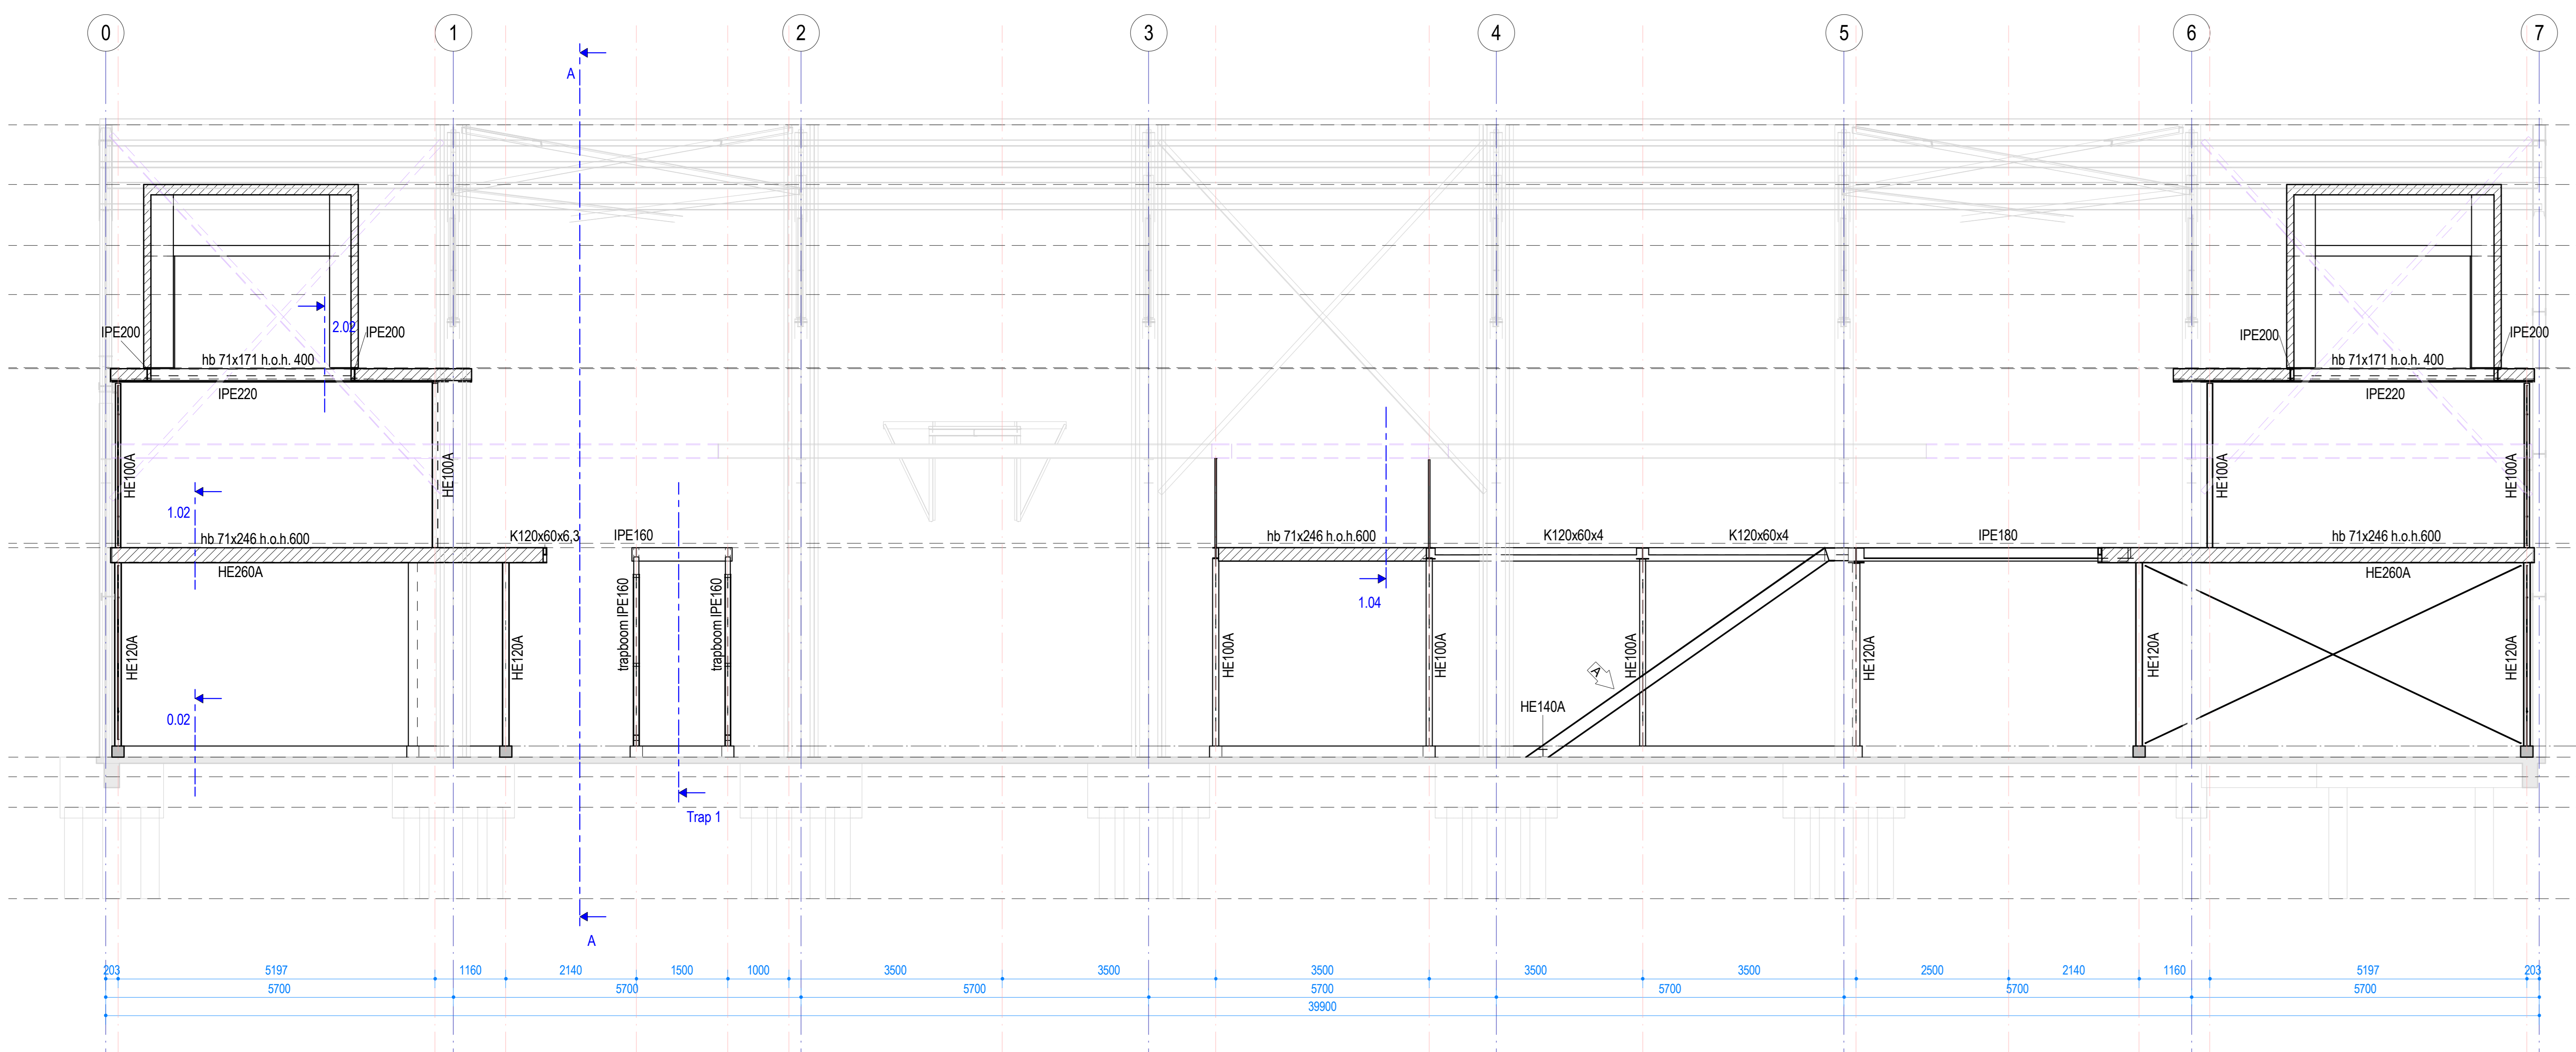 0 1 2 3 4 5 6 7
A
IPE200 2.02 IPE200 IPE200 IPE200
hb 71x171 h.o.h. 400 hb 71x171 h.o.h. 400
IPE220 IPE220
HE100A HE100A HE100A HE100A
1.02
hb 71x246 h.o.h.600 K120x60x6,3 IPE160 hb 71x246 h.o.h.600 K120x60x4 K120x60x4 IPE180 hb 71x246 h.o.h.600
HE260A HE260A
1.04
HE120A HE120A trapboom IPE160 trapboom IPE160 HE100A HE100A HE100A HE120A HE120A HE120A
A
HE140A
0.02
Trap 1
A
203 5197 1160 2140 1500 1000 3500 3500 3500 3500 3500 2500 2140 1160 5197 203
5700 5700 5700 5700 5700 5700 5700
39900